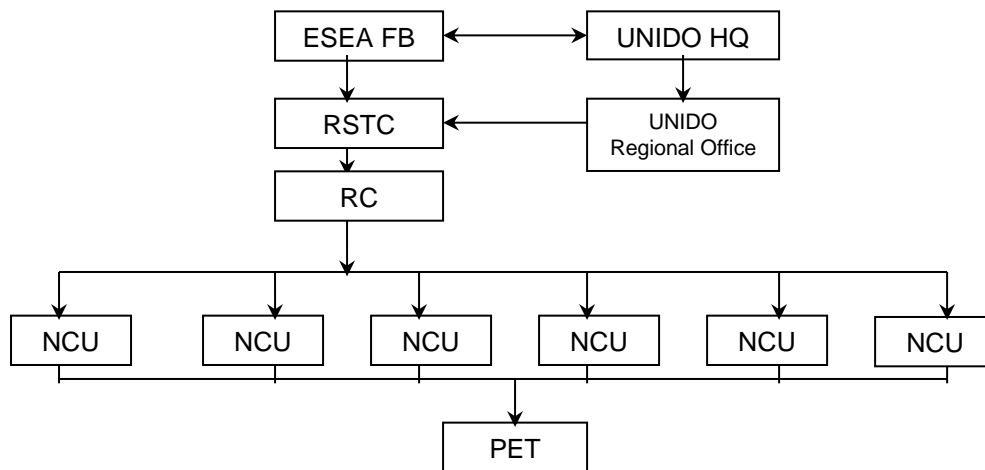 ESEA FB
UNIDO HQ
RSTC
UNIDO
Regional Office
RC
NCU
NCU
NCU
NCU
NCU
NCU
PET